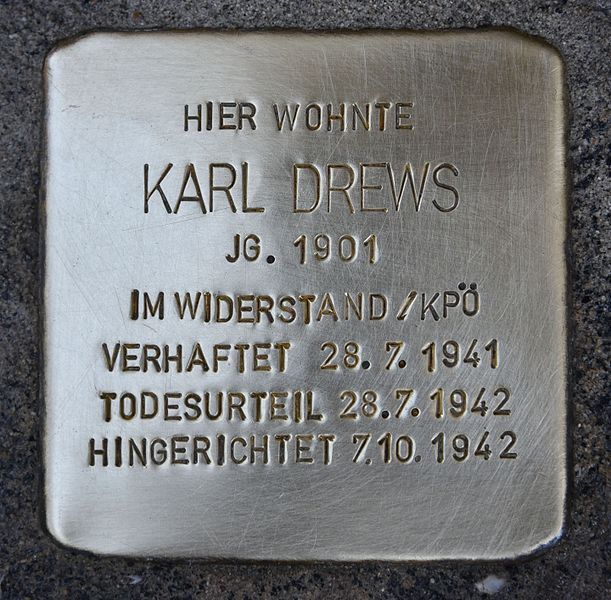 HIER WOHNTE
KARL DREWS
JG. 1901
IM WIDERSTAND/KPÖ
VERHAFTET 28.7.1941
TODESURTEIL 28.7.1942
HINGERICHTET 7.10.1942